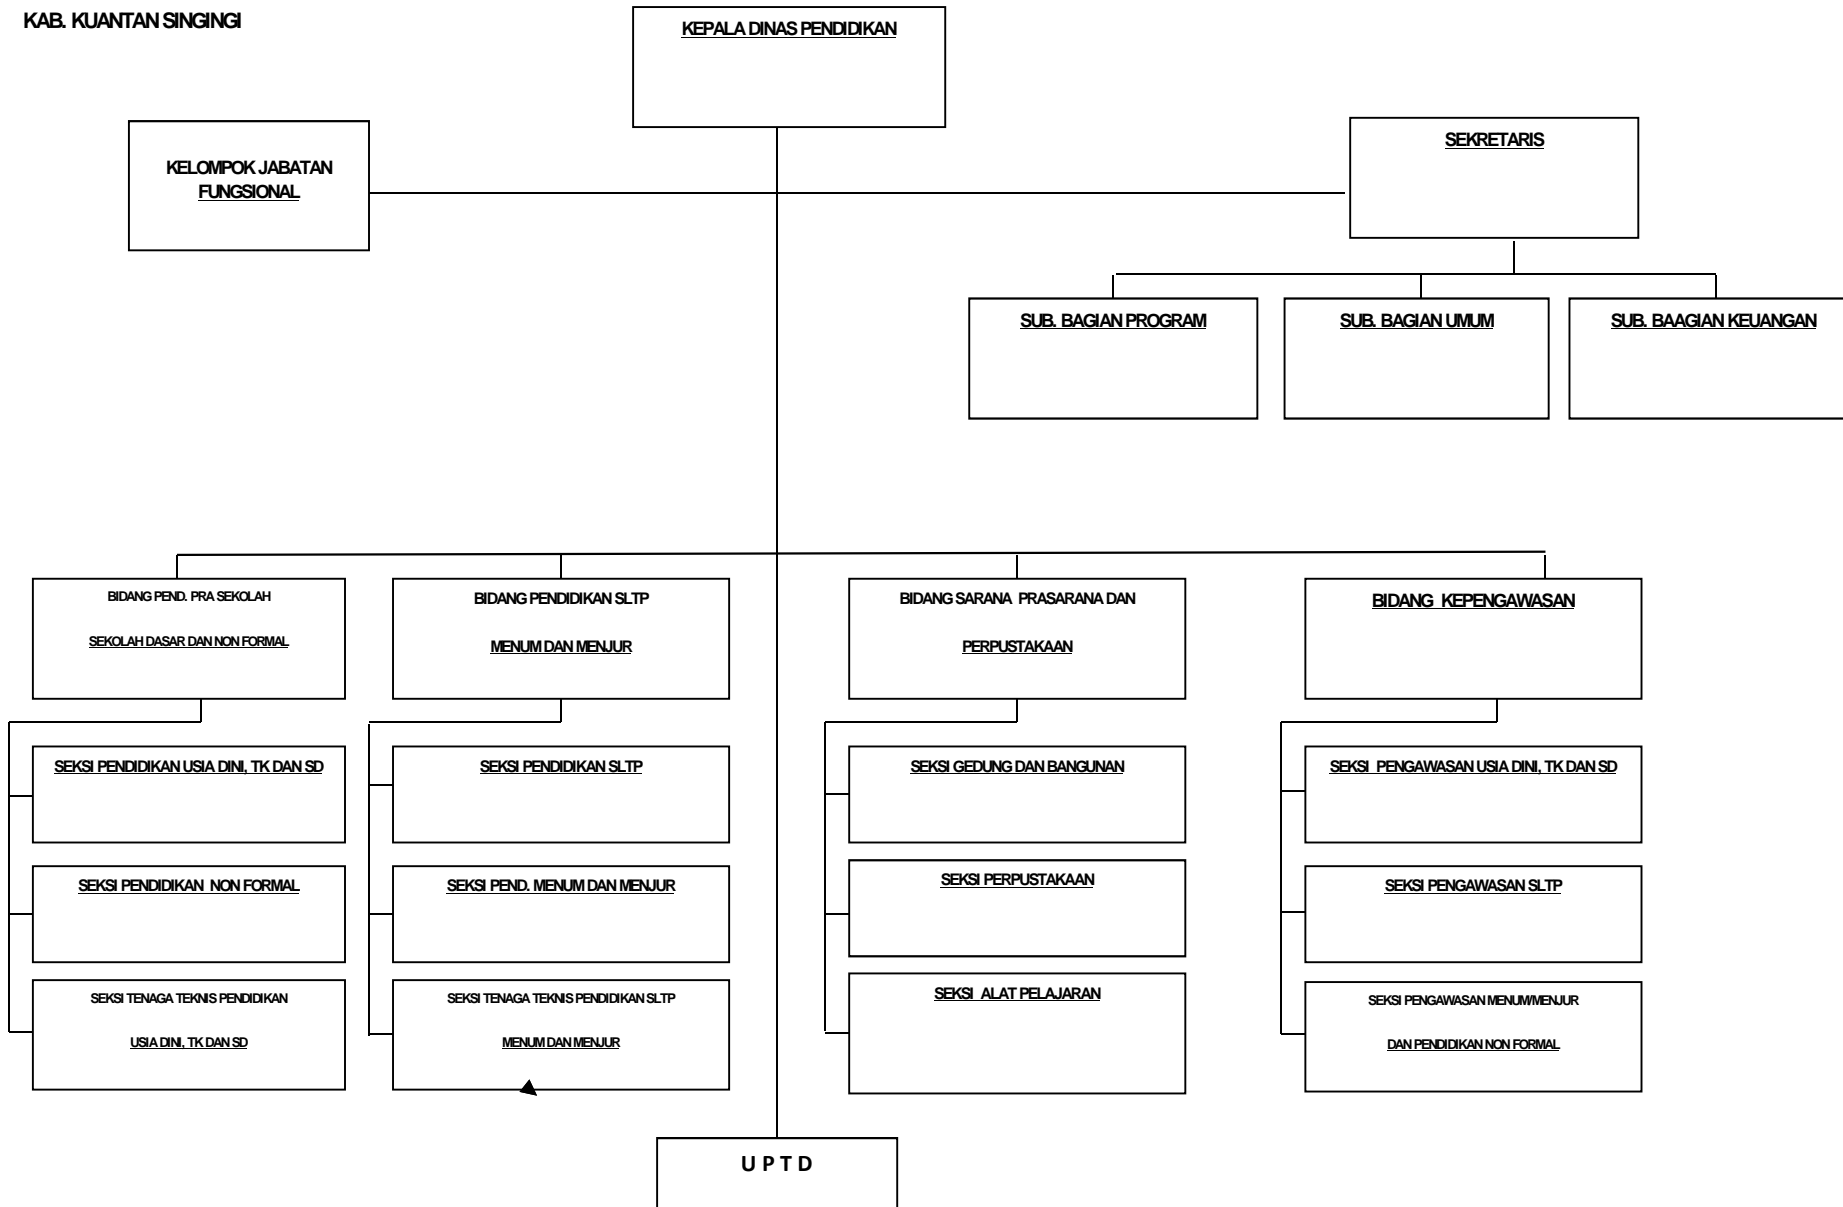 KAB. KUANTAN SINGINGI
KEPALA DINAS PENDIDIKAN
KELOMPOK JABATAN
FUNGSIONAL
SEKRETARIS
SUB. BAGIAN PROGRAM
SUB. BAGIAN UMUM
SUB. BAAGIAN KEUANGAN
BIDANG PEND. PRA SEKOLAH
SEKOLAH DASAR DAN NON FORMAL
BIDANG PENDIDIKAN SLTP
MENUM DAN MENJUR
BIDANG SARANA PRASARANA DAN
PERPUSTAKAAN
BIDANG KEPENGAWASAN
SEKSI PENDIDIKAN USIA DINI, TK DAN SD
SEKSI PENDIDIKAN SLTP
SEKSI GEDUNG DAN BANGUNAN
SEKSI PENGAWASAN USIA DINI, TK DAN SD
SEKSI PENDIDIKAN NON FORMAL
SEKSI PEND. MENUM DAN MENJUR
SEKSI PERPUSTAKAAN
SEKSI PENGAWASAN SLTP
SEKSI TENAGA TEKNIS PENDIDIKAN
USIA DINI, TK DAN SD
SEKSI TENAGA TEKNIS PENDIDIKAN SLTP
MENUM DAN MENJUR
SEKSI ALAT PELAJARAN
SEKSI PENGAWASAN MENUM/MENJUR
DAN PENDIDIKAN NON FORMAL
U P T D